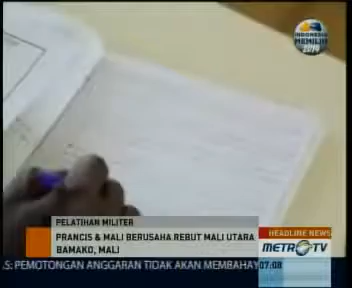 INDONESIA
MEMILIH
2014
PELATIHAN MILITER
PRANCIS & MALI BERUSAHA REBUT MALI UTARA
BAMAKO, MALI
HEADLINE NEWS
METRO TV
S: PEMOTONGAN ANGGARAN TIDAK AKAN MEMBAHAY
07:08